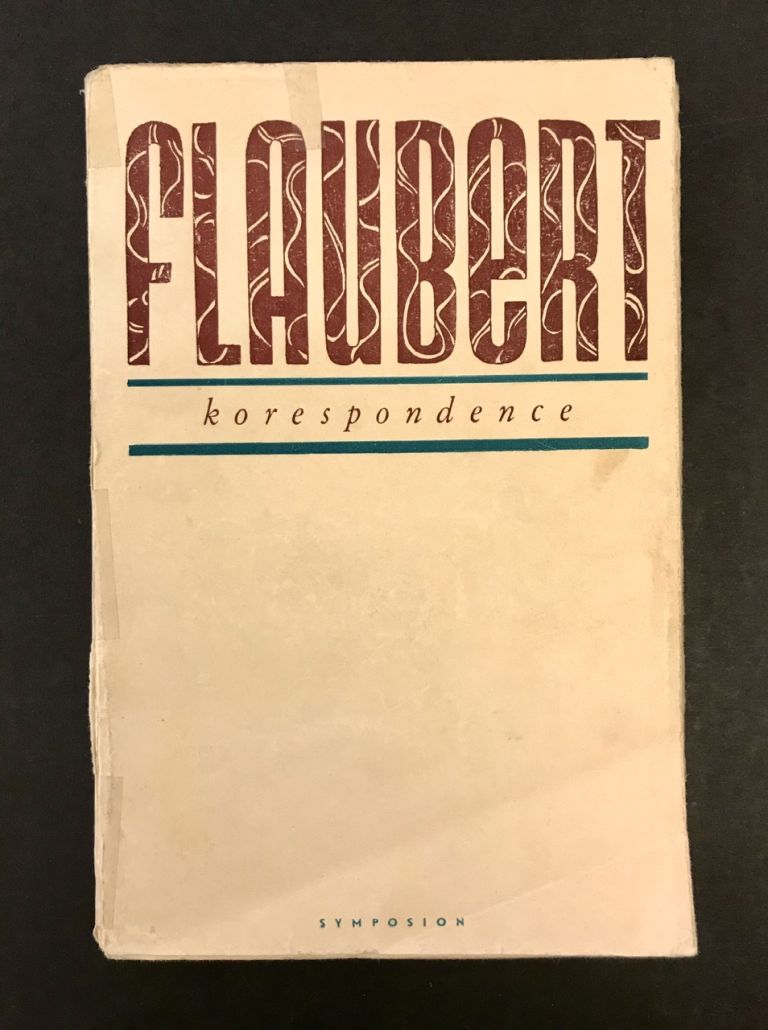 FLAUBeRT
korespondence
SYMPOSION